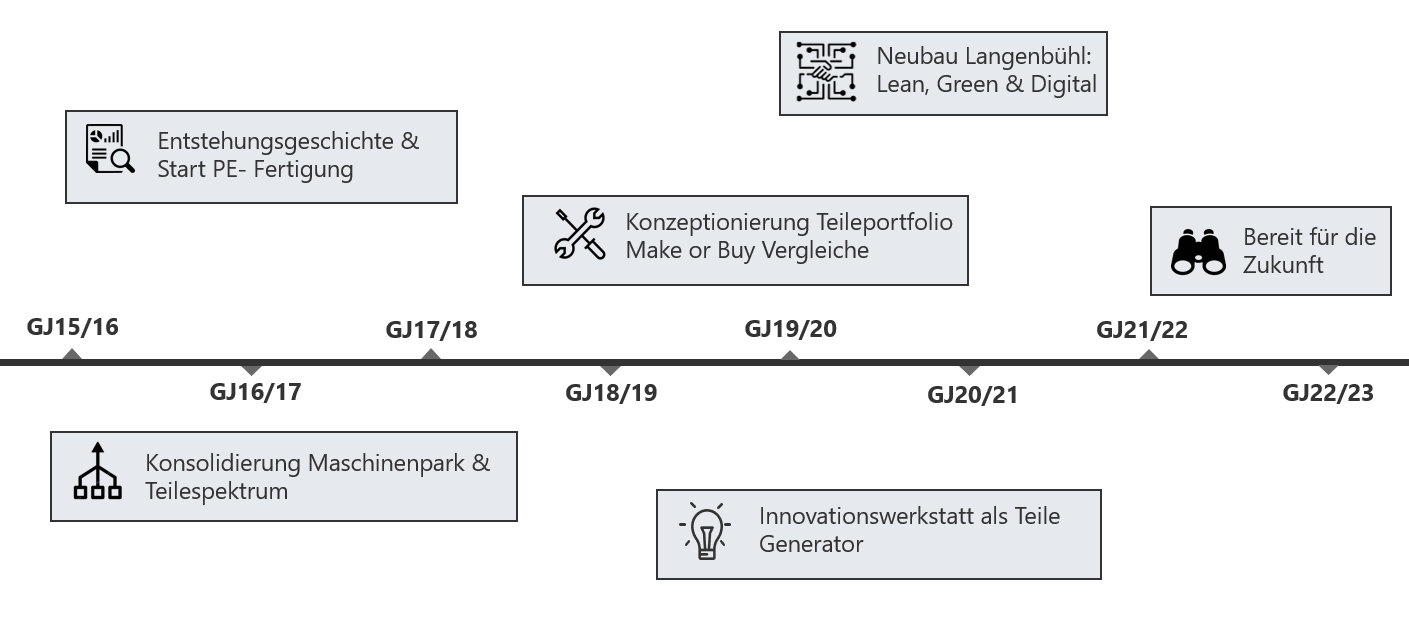 Neubau Langenbühl:
Lean, Green & Digital
Entstehungsgeschichte &
Start PE- Fertigung
Konzeptionierung Teileportfolio
Make or Buy Vergleiche
Bereit für die
Zukunft
GJ15/16
GJ17/18
GJ19/20
GJ21/22
GJ16/17
GJ18/19
GJ20/21
GJ22/23
Konsolidierung Maschinenpark &
Teilespektrum
Innovationswerkstatt als Teile
Generator